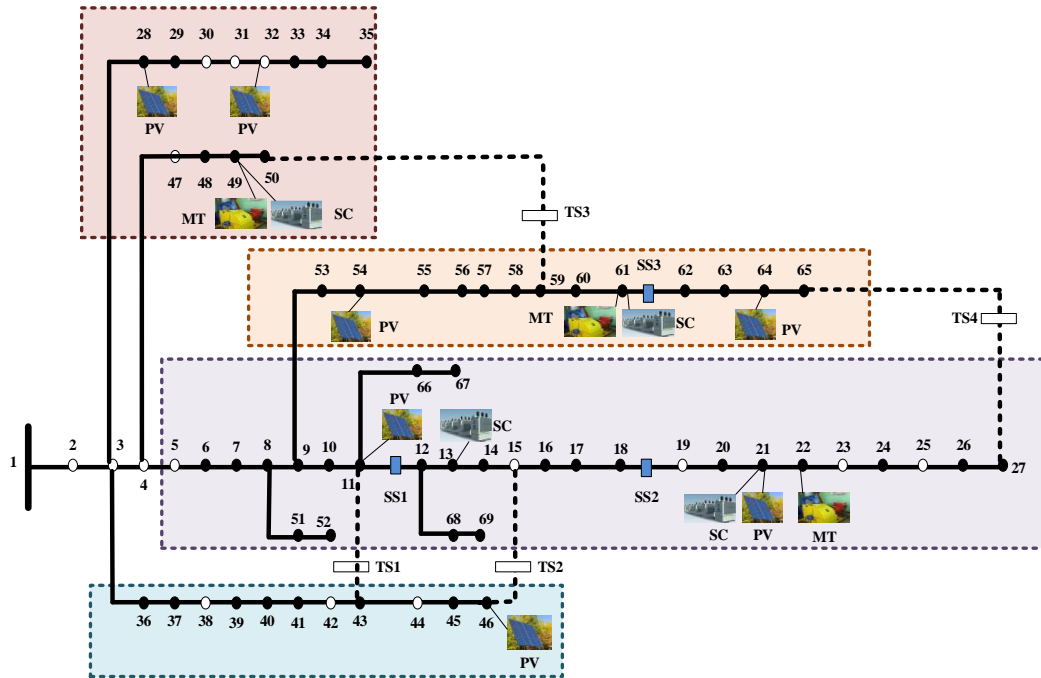 28 29 30 31 32 33 34 35
PV PV
47 48 49 50
MT SC
TS3
53 54 55 56 57 58 59 60 61 SS3 62 63 64 65
PV MT SC PV
TS4
66 67
PV
SC
1 2 3 4 5 6 7 8 9 10 11 12 13 14 15 16 17 18 19 20 21 22 23 24 25 26 27
SS1 SS2
SC PV MT
51 52 68 69
TS1 TS2
36 37 38 39 40 41 42 43 44 45 46
PV